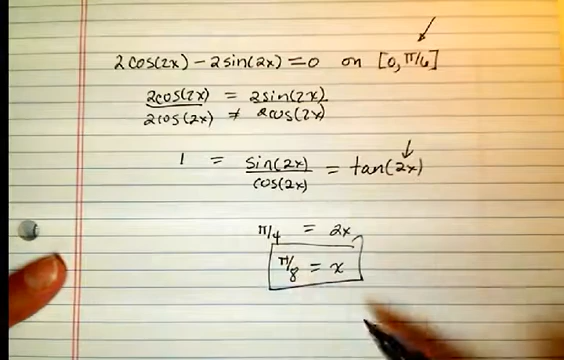 2cos(2x) - 2sin(2x) = 0 on [0, π/6]
2cos(2x) = 2sin(2x)
2cos(2x) ≠ 2cos(2x)
1 = sin(2x)/cos(2x) = tan(2x)
π/4 = 2x
π/8 = x